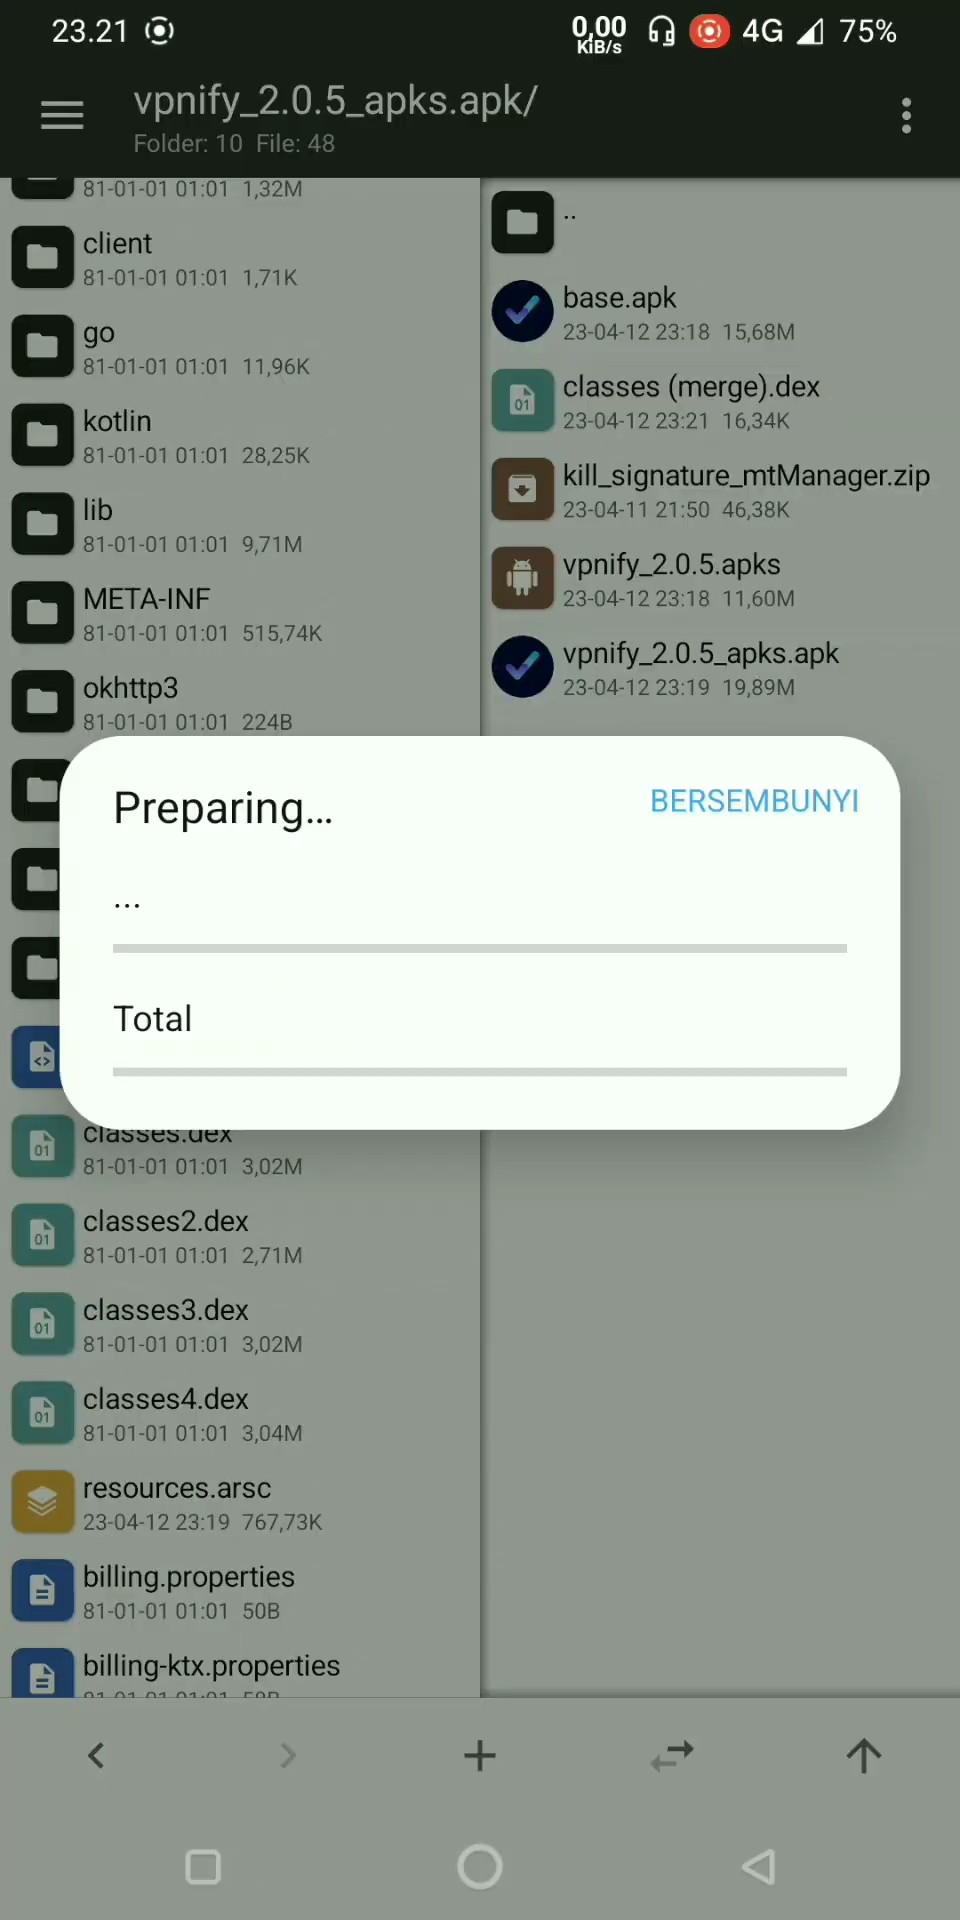 23.21
0,00
KiB/s
4G
75%
vpnify_2.0.5_apks.apk/
Folder: 10 File: 48
81-01-01 01:01 1,32M
client
81-01-01 01:01 1,71K
go
81-01-01 01:01 11,96K
kotlin
81-01-01 01:01 28,25K
lib
81-01-01 01:01 9,71M
META-INF
81-01-01 01:01 515,74K
okhttp3
81-01-01 01:01 224B
..
base.apk
23-04-12 23:18 15,68M
01
classes (merge).dex
23-04-12 23:21 16,34K
kill_signature_mtManager.zip
23-04-11 21:50 46,38K
vpnify_2.0.5.apks
23-04-12 23:18 11,60M
vpnify_2.0.5_apks.apk
23-04-12 23:19 19,89M
Preparing...
BERSEMBUNYI
...
Total
01
classes.dex
81-01-01 01:01 3,02M
01
classes2.dex
81-01-01 01:01 2,71M
01
classes3.dex
81-01-01 01:01 3,02M
01
classes4.dex
81-01-01 01:01 3,04M
resources.arsc
23-04-12 23:19 767,73K
billing.properties
81-01-01 01:01 50B
billing-ktx.properties